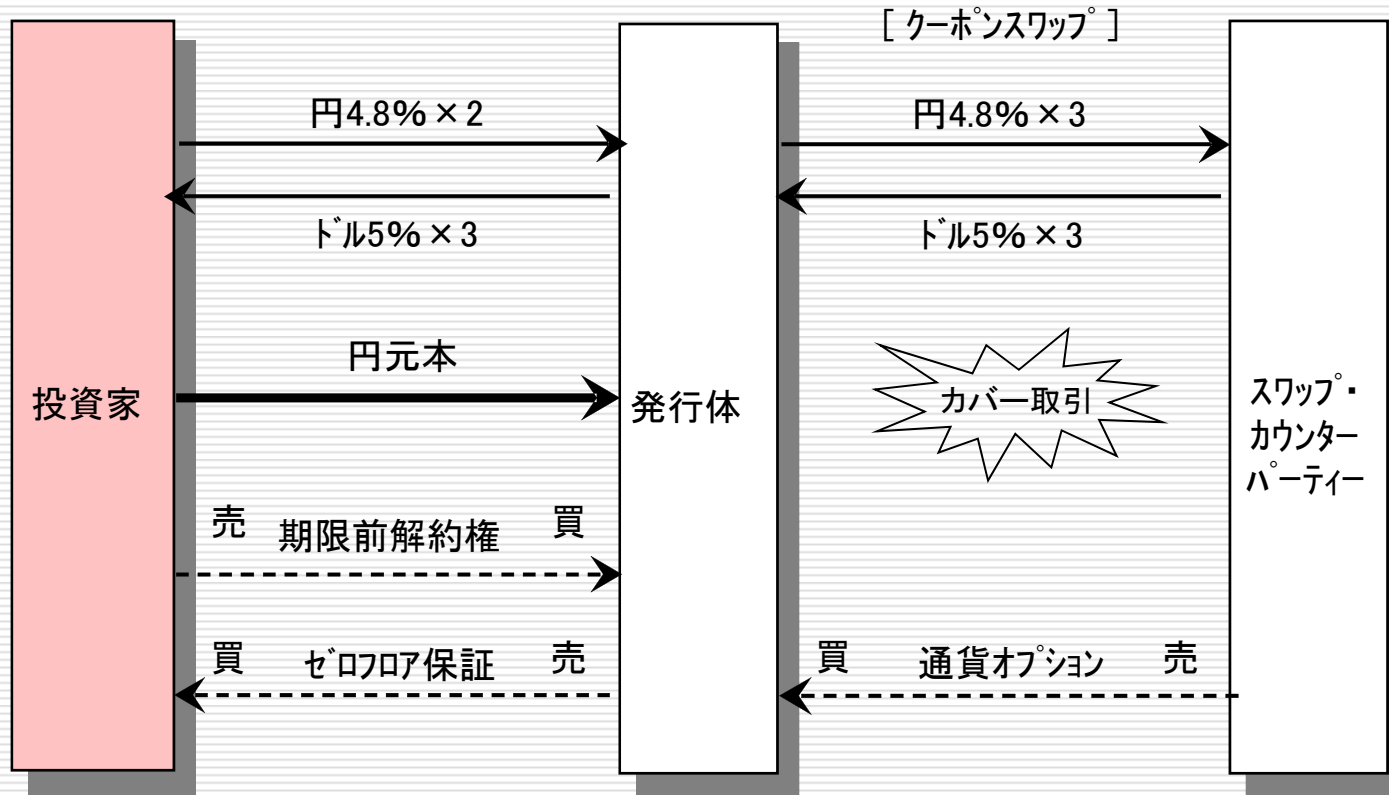 [ クーポンスワップ ]
円4.8%×2
円4.8%×3
ドル5%×3
ドル5%×3
円元本
投資家
発行体
カバー取引
スワップ・
カウンター
パーティー
売 期限前解約権 買
買 ゼロフロア保証 売
買 通貨オプション 売